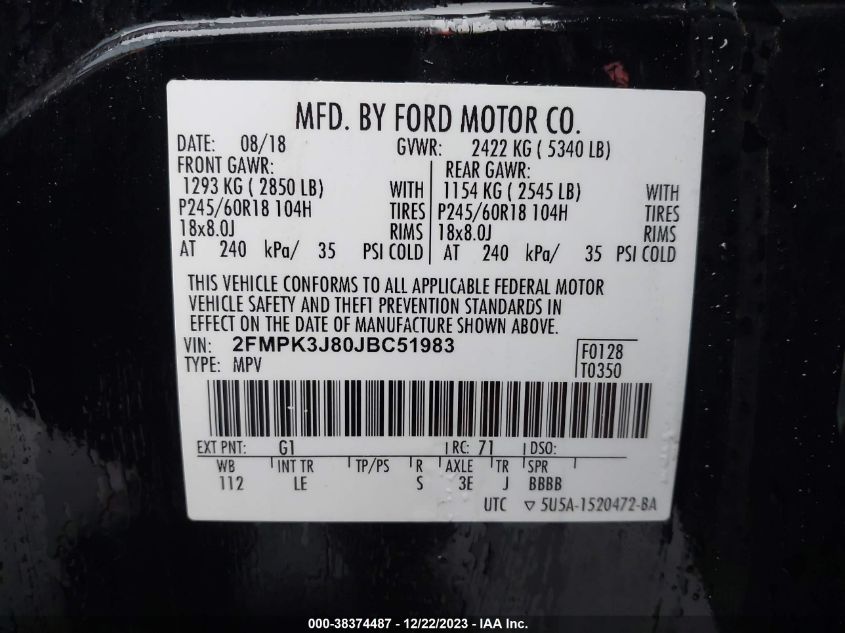 MFD. BY FORD MOTOR CO.
DATE: 08/18 GVWR: 2422 KG ( 5340 LB)
FRONT GAWR: REAR GAWR:
1293 KG ( 2850 LB) WITH 1154 KG ( 2545 LB) WITH
P245/60R18 104H TIRES P245/60R18 104H TIRES
18x8.0J RIMS 18x8.0J RIMS
AT 240 kPa/ 35 PSI COLD AT 240 kPa/ 35 PSI COLD
THIS VEHICLE CONFORMS TO ALL APPLICABLE FEDERAL MOTOR
VEHICLE SAFETY AND THEFT PREVENTION STANDARDS IN
EFFECT ON THE DATE OF MANUFACTURE SHOWN ABOVE.
VIN: 2FMPK3J80JBC51983 F0128
TYPE: MPV T0350
EXT PNT: G1 RC: 71 DSO:
WB INT TR TP/PS R AXLE TR SPR
112 LE S 3E J BBBB
UTC ▽ 5U5A-1520472-BA
000-38374487 - 12/22/2023 - © 2023, IAA Inc.